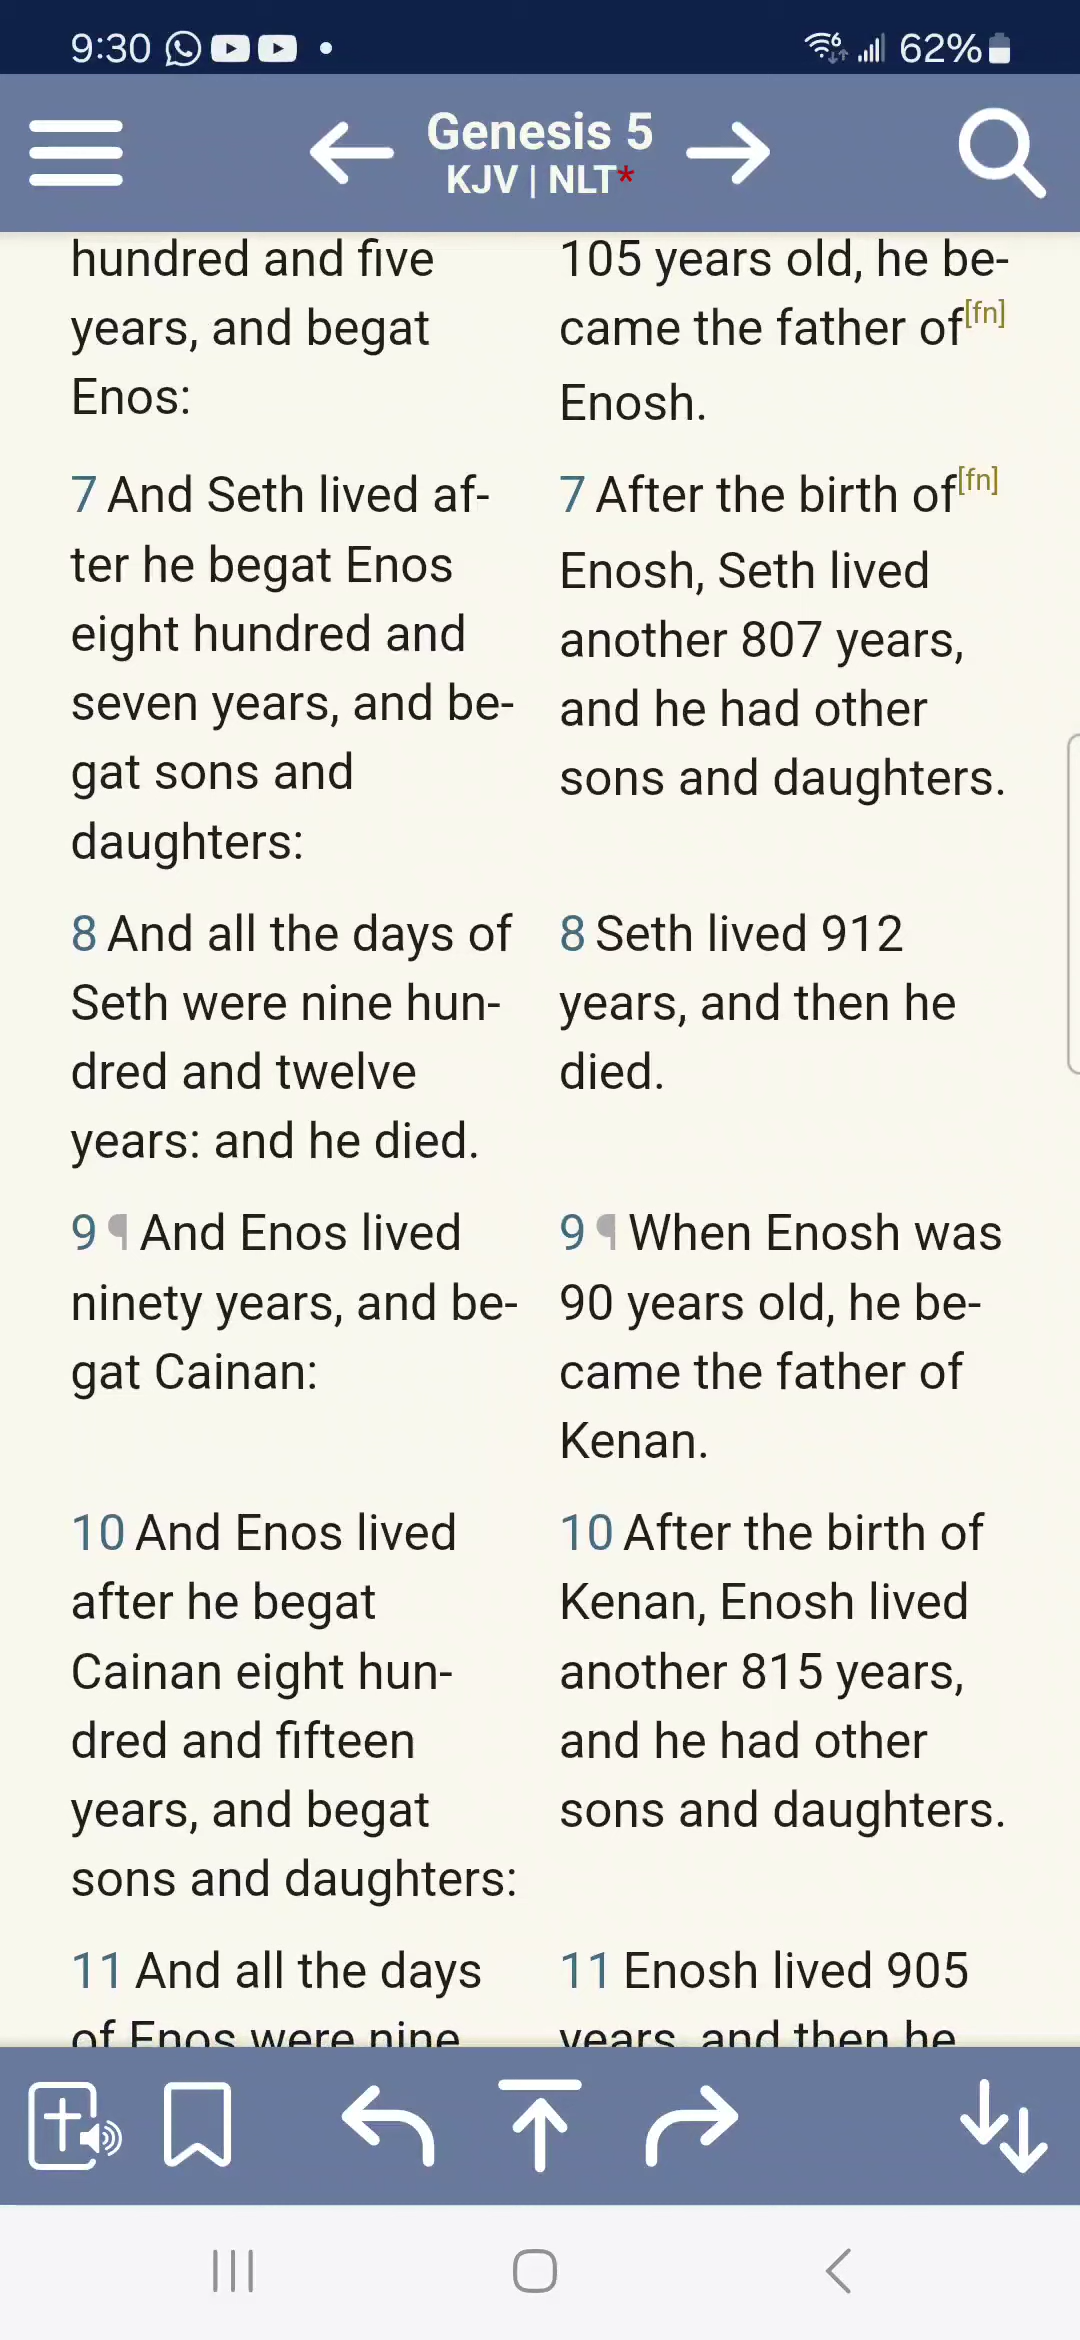 9:30
62%
Genesis 5
KJV | NLT*
hundred and five
years, and begat
Enos:
7 And Seth lived af-
ter he begat Enos
eight hundred and
seven years, and be-
gat sons and
daughters:
8 And all the days of
Seth were nine hun-
dred and twelve
years: and he died.
9 ¶ And Enos lived
ninety years, and be-
gat Cainan:
10 And Enos lived
after he begat
Cainan eight hun-
dred and fifteen
years, and begat
sons and daughters:
11 And all the days
of Enos were nine
105 years old, he be-
came the father of[fn]
Enosh.
7 After the birth of[fn]
Enosh, Seth lived
another 807 years,
and he had other
sons and daughters.
8 Seth lived 912
years, and then he
died.
9 ¶ When Enosh was
90 years old, he be-
came the father of
Kenan.
10 After the birth of
Kenan, Enosh lived
another 815 years,
and he had other
sons and daughters.
11 Enosh lived 905
years, and then he